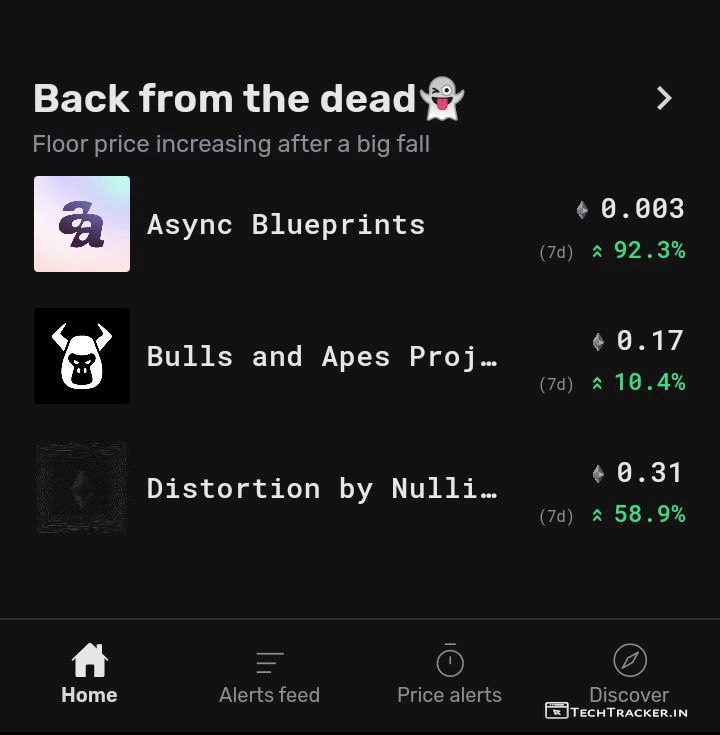 Back from the dead👻
Floor price increasing after a big fall
Async Blueprints
0.003
(7d) 92.3%
Bulls and Apes Proj…
0.17
(7d) 10.4%
Distortion by Nulli…
0.31
(7d) 58.9%
Home
Alerts feed
Price alerts
Discover
TECHTRACKER.IN